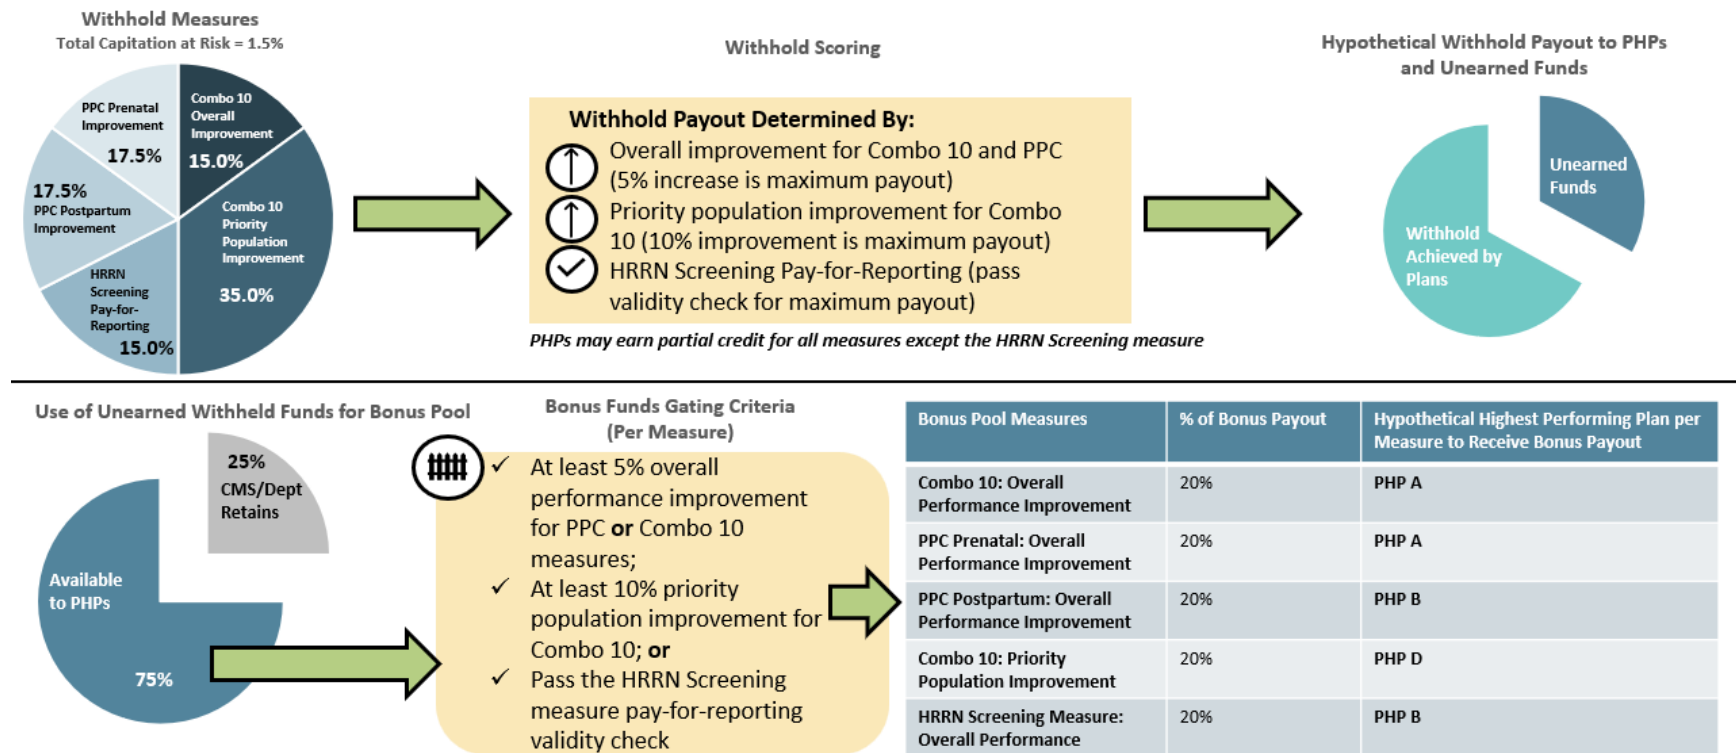 Withhold Measures
Total Capitation at Risk = 1.5%
PPC Prenatal
Improvement
17.5%
Combo 10
Overall
Improvement
15.0%
17.5%
PPC Postpartum
Improvement
Combo 10
Priority
Population
Improvement
35.0%
HRRN
Screening
Pay-for-
Reporting
15.0%
Withhold Scoring
Withhold Payout Determined By:
Overall improvement for Combo 10 and PPC
(5% increase is maximum payout)
Priority population improvement for Combo
10 (10% improvement is maximum payout)
HRRN Screening Pay-for-Reporting (pass
validity check for maximum payout)
PHPs may earn partial credit for all measures except the HRRN Screening measure
Hypothetical Withhold Payout to PHPs
and Unearned Funds
Unearned
Funds
Withhold
Achieved by
Plans
Use of Unearned Withheld Funds for Bonus Pool
25%
CMS/Dept
Retains
Available
to PHPs
75%
Bonus Funds Gating Criteria
(Per Measure)
✓ At least 5% overall
performance improvement
for PPC or Combo 10
measures;
✓ At least 10% priority
population improvement for
Combo 10; or
✓ Pass the HRRN Screening
measure pay-for-reporting
validity check
Bonus Pool Measures % of Bonus Payout Hypothetical Highest Performing Plan per
Measure to Receive Bonus Payout
Combo 10: Overall 20% PHP A
Performance Improvement
PPC Prenatal: Overall 20% PHP A
Performance Improvement
PPC Postpartum: Overall 20% PHP B
Performance Improvement
Combo 10: Priority 20% PHP D
Population Improvement
HRRN Screening Measure: 20% PHP B
Overall Performance